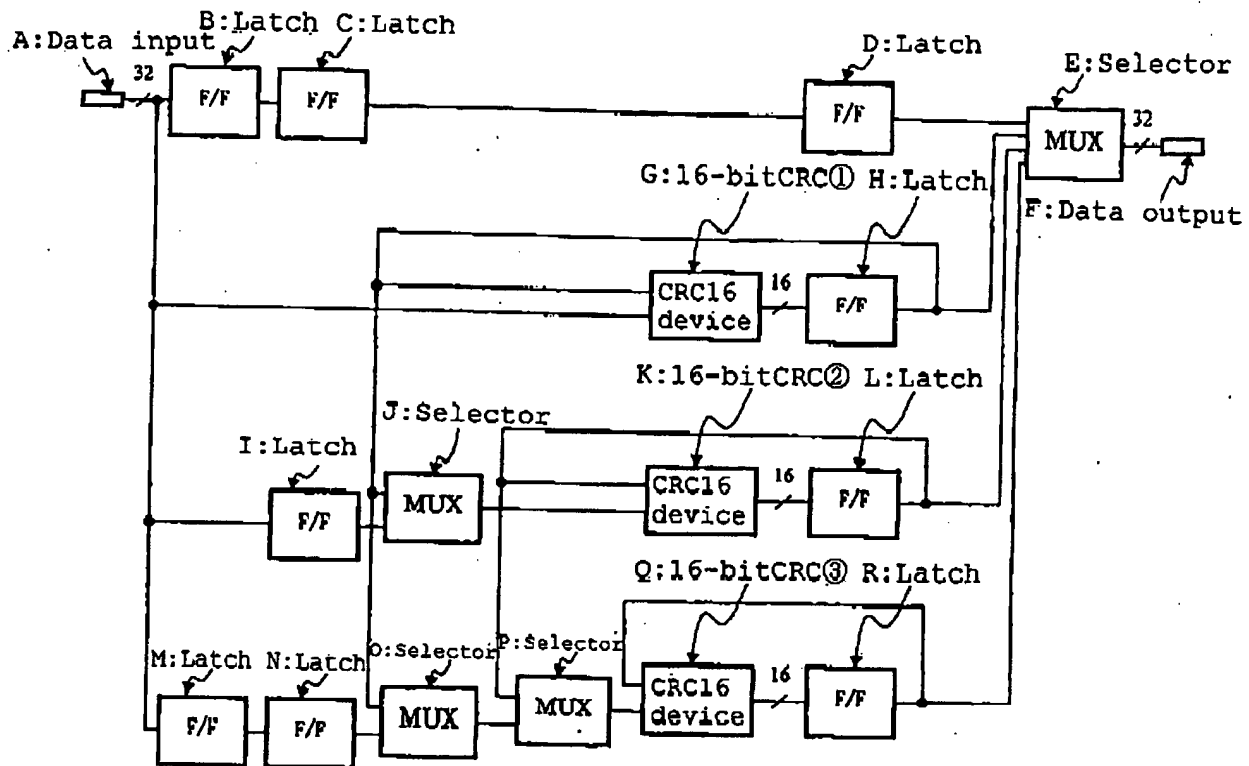 B:Latch C:Latch
A:Data input
D:Latch
E:Selector
32
F/F
F/F
F/F
MUX
32
G:16-bitCRC① H:Latch
F:Data output
CRC16
device
16
F/F
K:16-bitCRC② L:Latch
J:Selector
I:Latch
F/F
MUX
CRC16
device
16
F/F
Q:16-bitCRC③ R:Latch
M:Latch N:Latch O:Selector P:Selector
F/F
F/F
MUX
MUX
CRC16
device
16
F/F